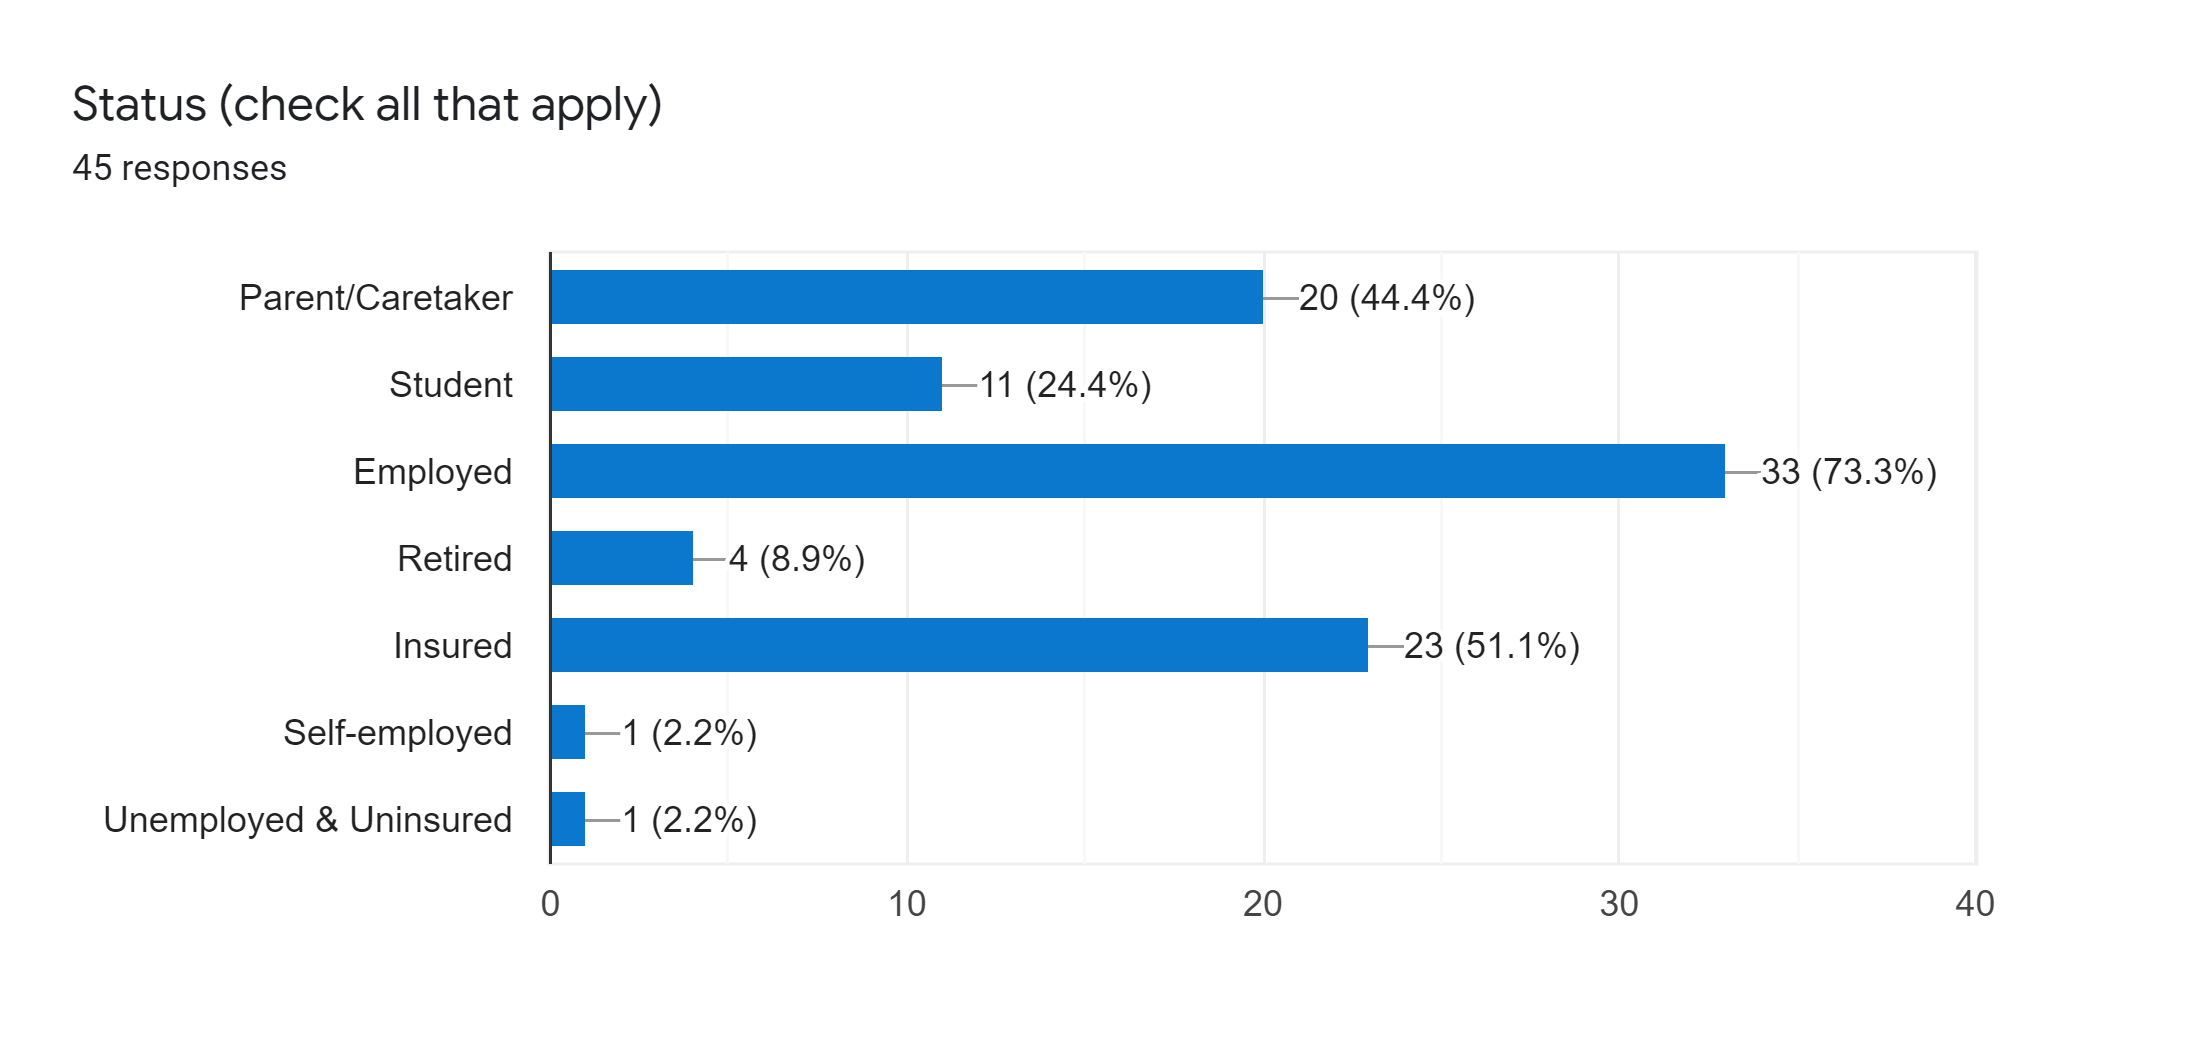 Status (check all that apply)
45 responses
Parent/Caretaker 20 (44.4%)
Student 11 (24.4%)
Employed 33 (73.3%)
Retired 4 (8.9%)
Insured 23 (51.1%)
Self-employed 1 (2.2%)
Unemployed & Uninsured 1 (2.2%)
0 10 20 30 40